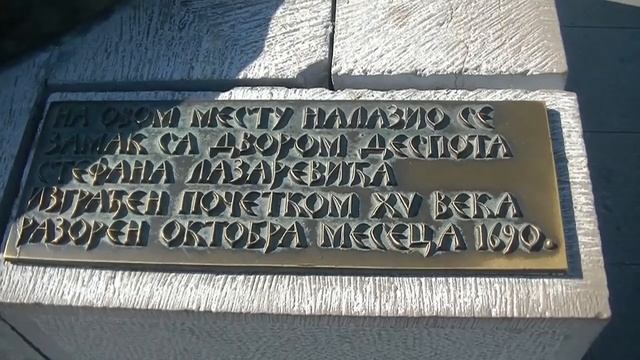 НА ОВОМ МЕСТУ НАЛАЗИО СЕ
ЗАМАК СА ДВОРОМ ДЕСПОТА
СТЕФАНА ЛАЗАРЕВИЋА
ИЗГРАЂЕН ПОЧЕТКОМ XV ВЕКА
РАЗОРЕН ОКТОБРА МЕСЕЦА 1690.